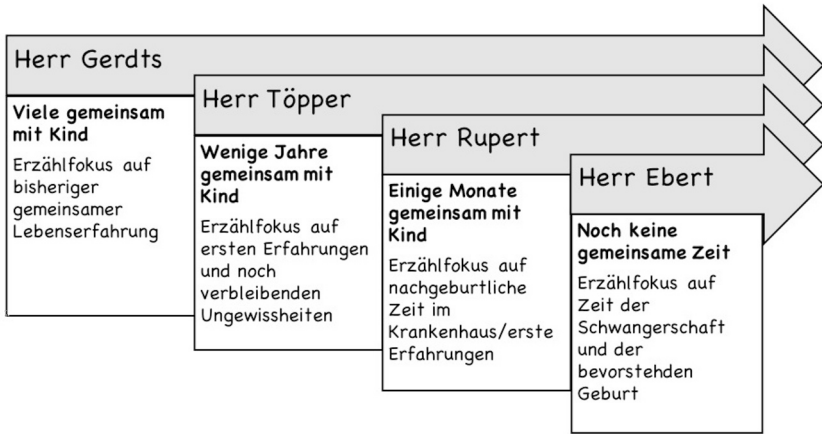 Herr Gerdts
Viele gemeinsam
mit Kind
Erzählfokus auf
bisheriger
gemeinsamer
Lebenserfahrung
Herr Töpper
Wenige Jahre
gemeinsam mit
Kind
Erzählfokus auf
ersten Erfahrungen
und noch
verbleibenden
Ungewissheiten
Herr Rupert
Einige Monate
gemeinsam mit
Kind
Erzählfokus auf
nachgeburtliche
Zeit im
Krankenhaus/erste
Erfahrungen
Herr Ebert
Noch keine
gemeinsame Zeit
Erzählfokus auf
Zeit der
Schwangerschaft
und der
bevorstehden
Geburt